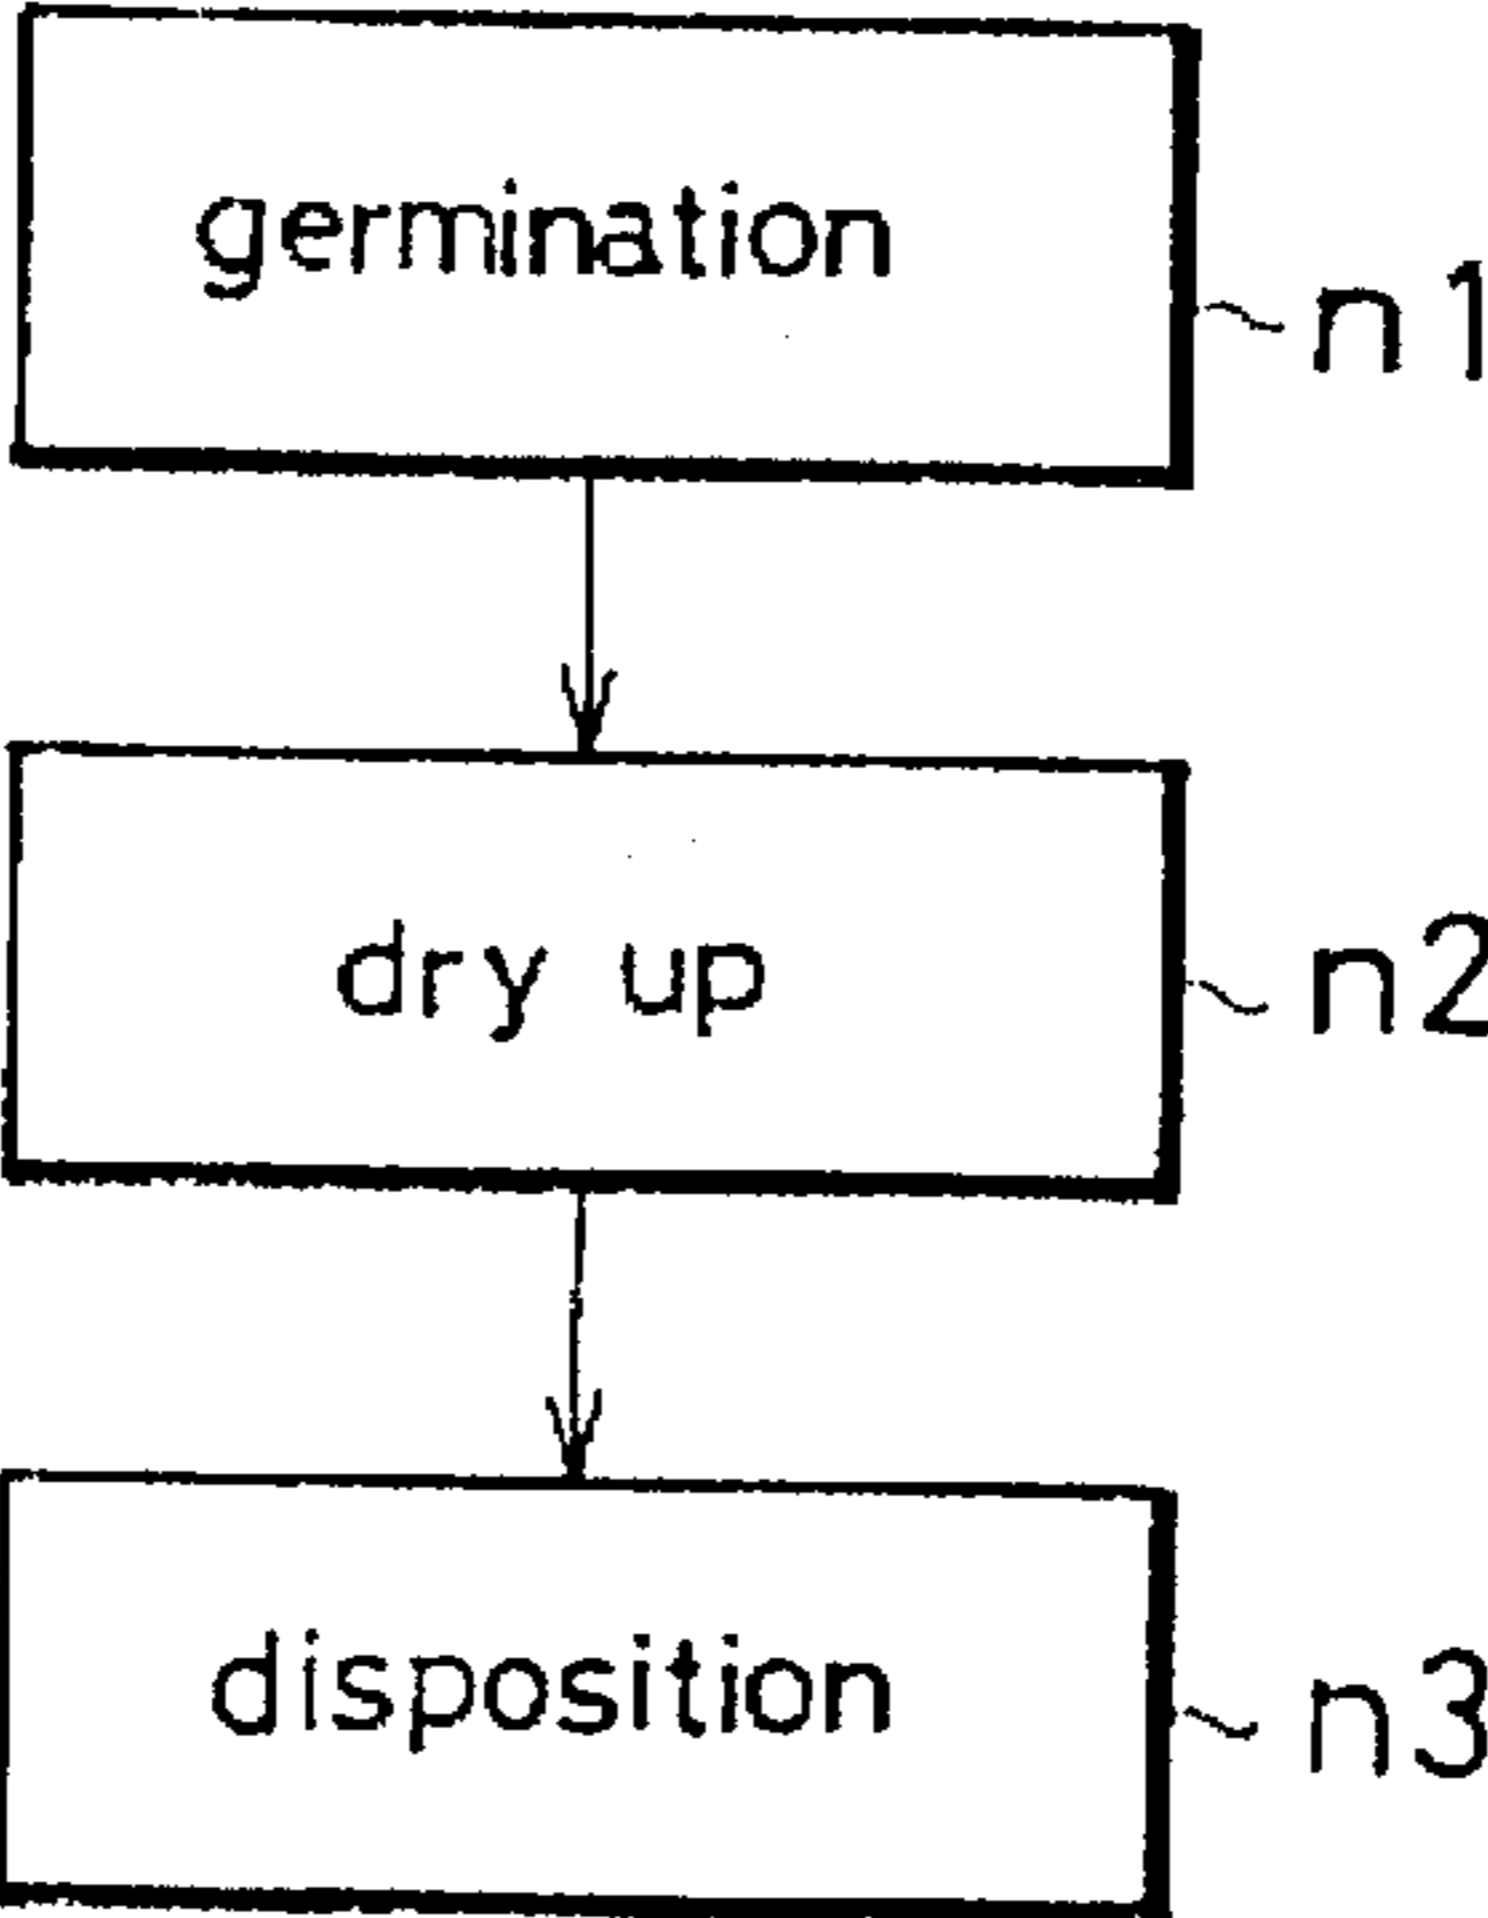 germination
n1
dry up
n2
disposition
n3